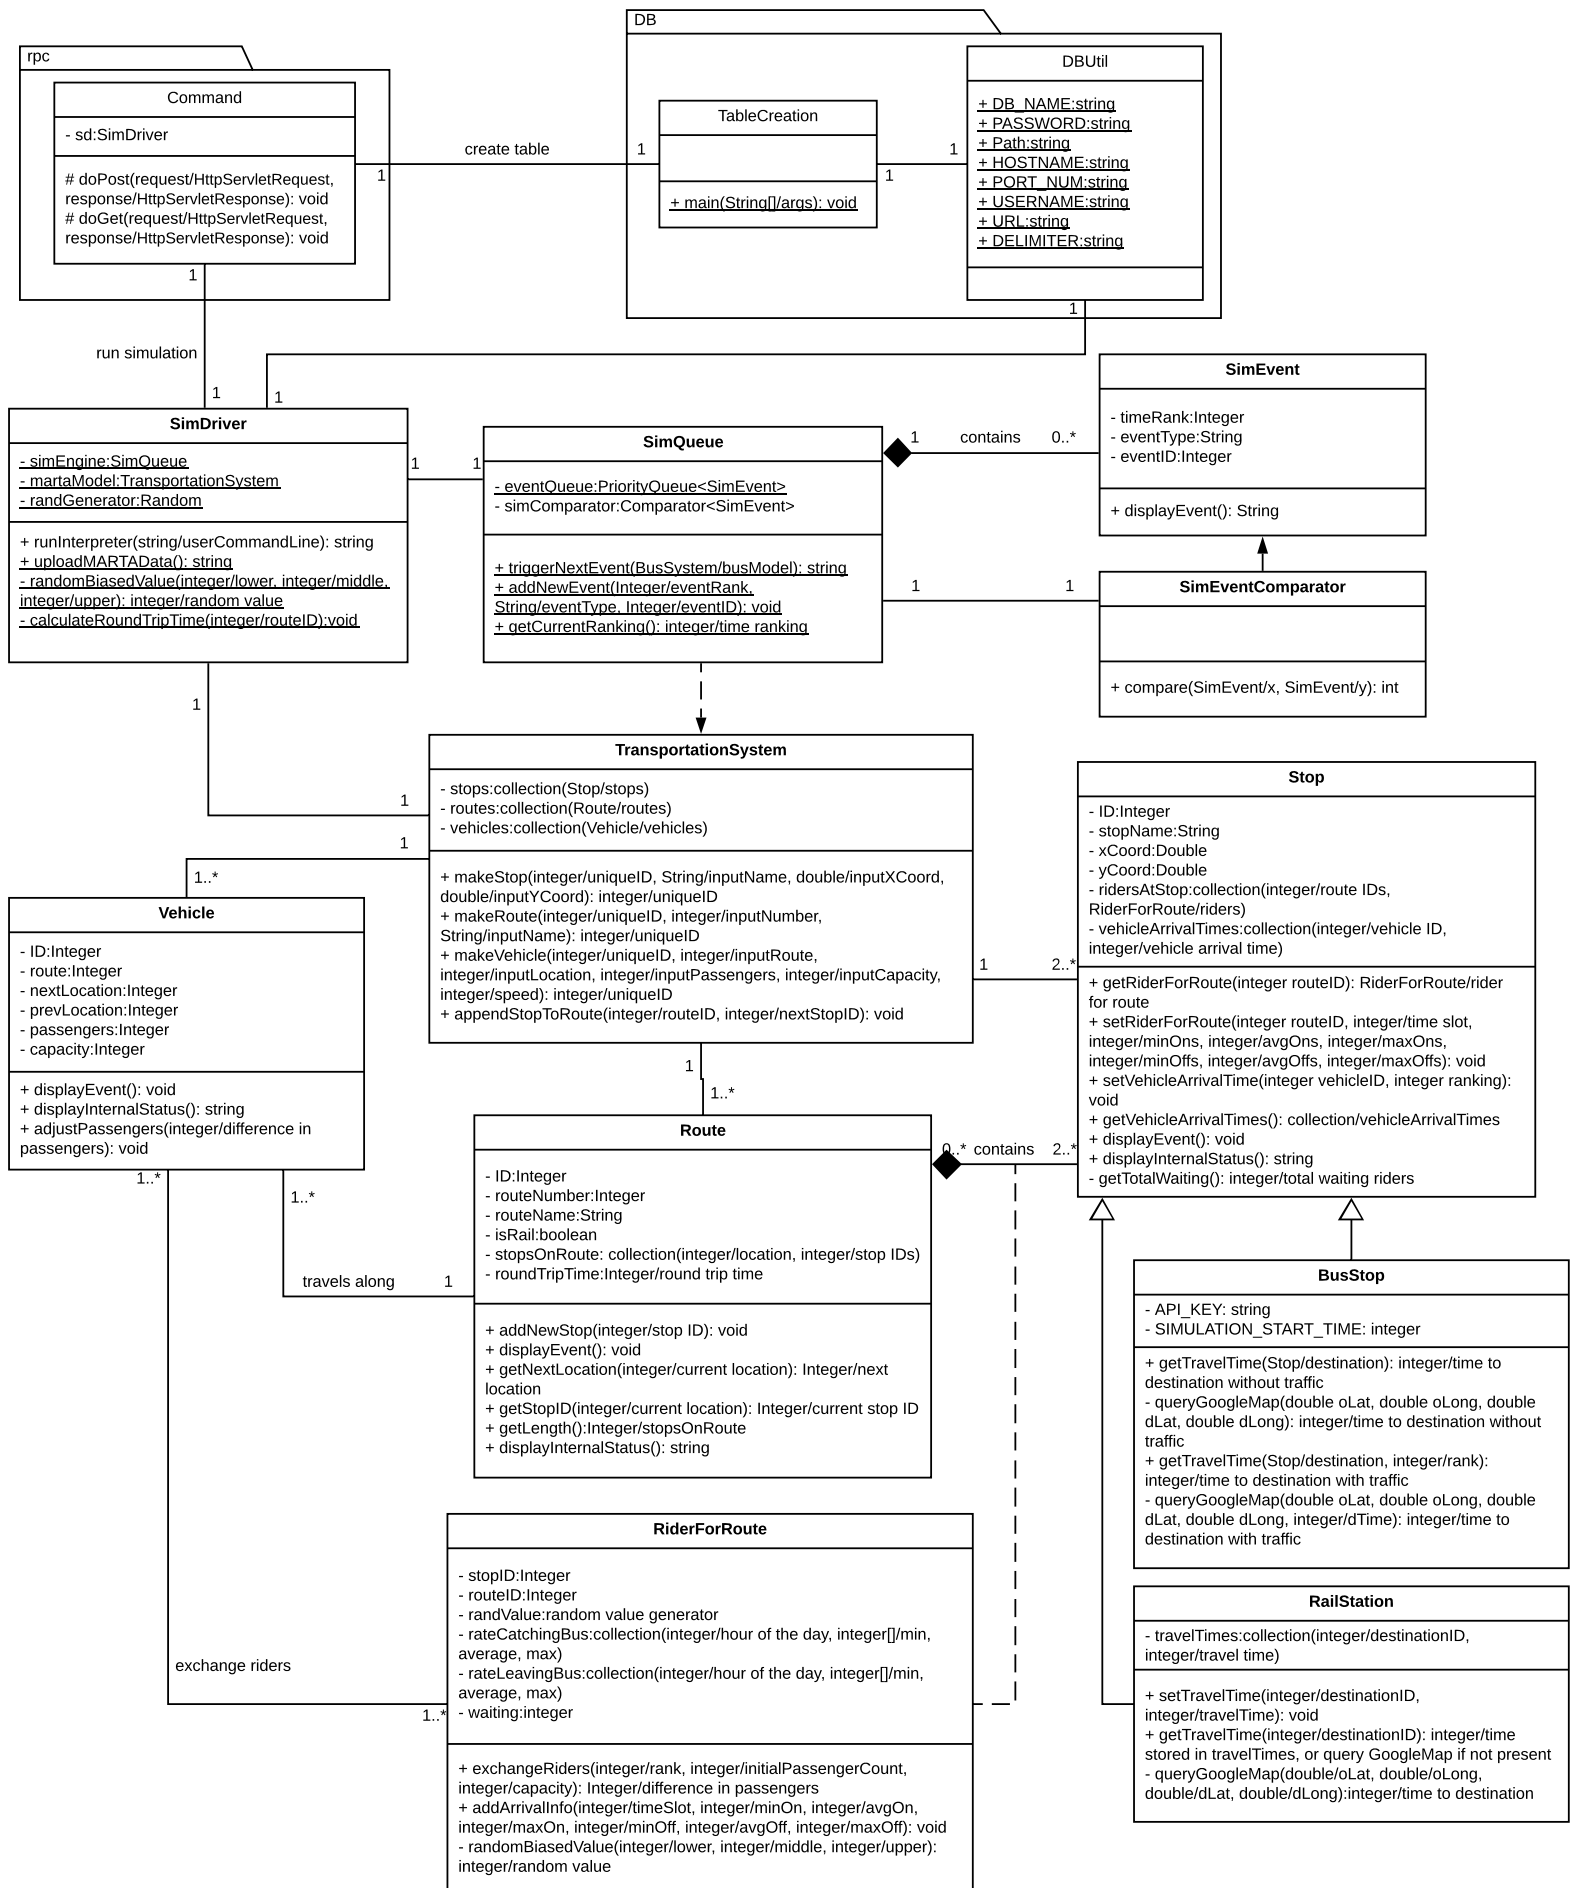 DB
rpc
Command
- sd:SimDriver
# doPost(request/HttpServletRequest,
response/HttpServletResponse): void
# doGet(request/HttpServletRequest,
response/HttpServletResponse): void
create table
1
1
TableCreation
+ main(String[]/args): void
1
1
DBUtil
+ DB_NAME:string
+ PASSWORD:string
+ Path:string
+ HOSTNAME:string
+ PORT_NUM:string
+ USERNAME:string
+ URL:string
+ DELIMITER:string
1
1
run simulation
1
1
SimDriver
- simEngine:SimQueue
- martaModel:TransportationSystem
- randGenerator:Random
+ runInterpreter(string/userCommandLine): string
+ uploadMARTAData(): string
- randomBiasedValue(integer/lower, integer/middle,
integer/upper): integer/random value
- calculateRoundTripTime(integer/routeID):void
1
1
SimQueue
- eventQueue:PriorityQueue<SimEvent>
- simComparator:Comparator<SimEvent>
+ triggerNextEvent(BusSystem/busModel): string
+ addNewEvent(Integer/eventRank,
String/eventType, Integer/eventID): void
+ getCurrentRanking(): integer/time ranking
1
contains
0..*
SimEvent
- timeRank:Integer
- eventType:String
- eventID:Integer
+ displayEvent(): String
1
1
SimEventComparator
+ compare(SimEvent/x, SimEvent/y): int
1
1
TransportationSystem
- stops:collection(Stop/stops)
- routes:collection(Route/routes)
- vehicles:collection(Vehicle/vehicles)
+ makeStop(integer/uniqueID, String/inputName, double/inputXCoord,
double/inputYCoord): integer/uniqueID
+ makeRoute(integer/uniqueID, integer/inputNumber,
String/inputName): integer/uniqueID
+ makeVehicle(integer/uniqueID, integer/inputRoute,
integer/inputLocation, integer/inputPassengers, integer/inputCapacity,
integer/speed): integer/uniqueID
+ appendStopToRoute(integer/routeID, integer/nextStopID): void
1
1..*
Vehicle
- ID:Integer
- route:Integer
- nextLocation:Integer
- prevLocation:Integer
- passengers:Integer
- capacity:Integer
+ displayEvent(): void
+ displayInternalStatus(): string
+ adjustPassengers(integer/difference in
passengers): void
1
2..*
Stop
- ID:Integer
- stopName:String
- xCoord:Double
- yCoord:Double
- ridersAtStop:collection(integer/route IDs,
RiderForRoute/riders)
- vehicleArrivalTimes:collection(integer/vehicle ID,
integer/vehicle arrival time)
+ getRiderForRoute(integer routeID): RiderForRoute/rider
for route
+ setRiderForRoute(integer routeID, integer/time slot,
integer/minOns, integer/avgOns, integer/maxOns,
integer/minOffs, integer/avgOffs, integer/maxOffs): void
+ setVehicleArrivalTime(integer vehicleID, integer ranking):
void
+ getVehicleArrivalTimes(): collection/vehicleArrivalTimes
+ displayEvent(): void
+ displayInternalStatus(): string
- getTotalWaiting(): integer/total waiting riders
1
1..*
Route
- ID:Integer
- routeNumber:Integer
- routeName:String
- isRail:boolean
- stopsOnRoute: collection(integer/location, integer/stop IDs)
- roundTripTime:Integer/round trip time
+ addNewStop(integer/stop ID): void
+ displayEvent(): void
+ getNextLocation(integer/current location): Integer/next
location
+ getStopID(integer/current location): Integer/current stop ID
+ getLength():Integer/stopsOnRoute
+ displayInternalStatus(): string
0..*
contains
2..*
1..*
1..*
travels along
1
BusStop
- API_KEY: string
- SIMULATION_START_TIME: integer
+ getTravelTime(Stop/destination): integer/time to
destination without traffic
- queryGoogleMap(double oLat, double oLong, double
dLat, double dLong): integer/time to destination without
traffic
+ getTravelTime(Stop/destination, integer/rank):
integer/time to destination with traffic
- queryGoogleMap(double oLat, double oLong, double
dLat, double dLong, integer/dTime): integer/time to
destination with traffic
exchange riders
1..*
RiderForRoute
- stopID:Integer
- routeID:Integer
- randValue:random value generator
- rateCatchingBus:collection(integer/hour of the day, integer[]/min,
average, max)
- rateLeavingBus:collection(integer/hour of the day, integer[]/min,
average, max)
- waiting:integer
+ exchangeRiders(integer/rank, integer/initialPassengerCount,
integer/capacity): Integer/difference in passengers
+ addArrivalInfo(integer/timeSlot, integer/minOn, integer/avgOn,
integer/maxOn, integer/minOff, integer/avgOff, integer/maxOff): void
- randomBiasedValue(integer/lower, integer/middle, integer/upper):
integer/random value
RailStation
- travelTimes:collection(integer/destinationID,
integer/travel time)
+ setTravelTime(integer/destinationID,
integer/travelTime): void
+ getTravelTime(integer/destinationID): integer/time
stored in travelTimes, or query GoogleMap if not present
- queryGoogleMap(double/oLat, double/oLong,
double/dLat, double/dLong):integer/time to destination